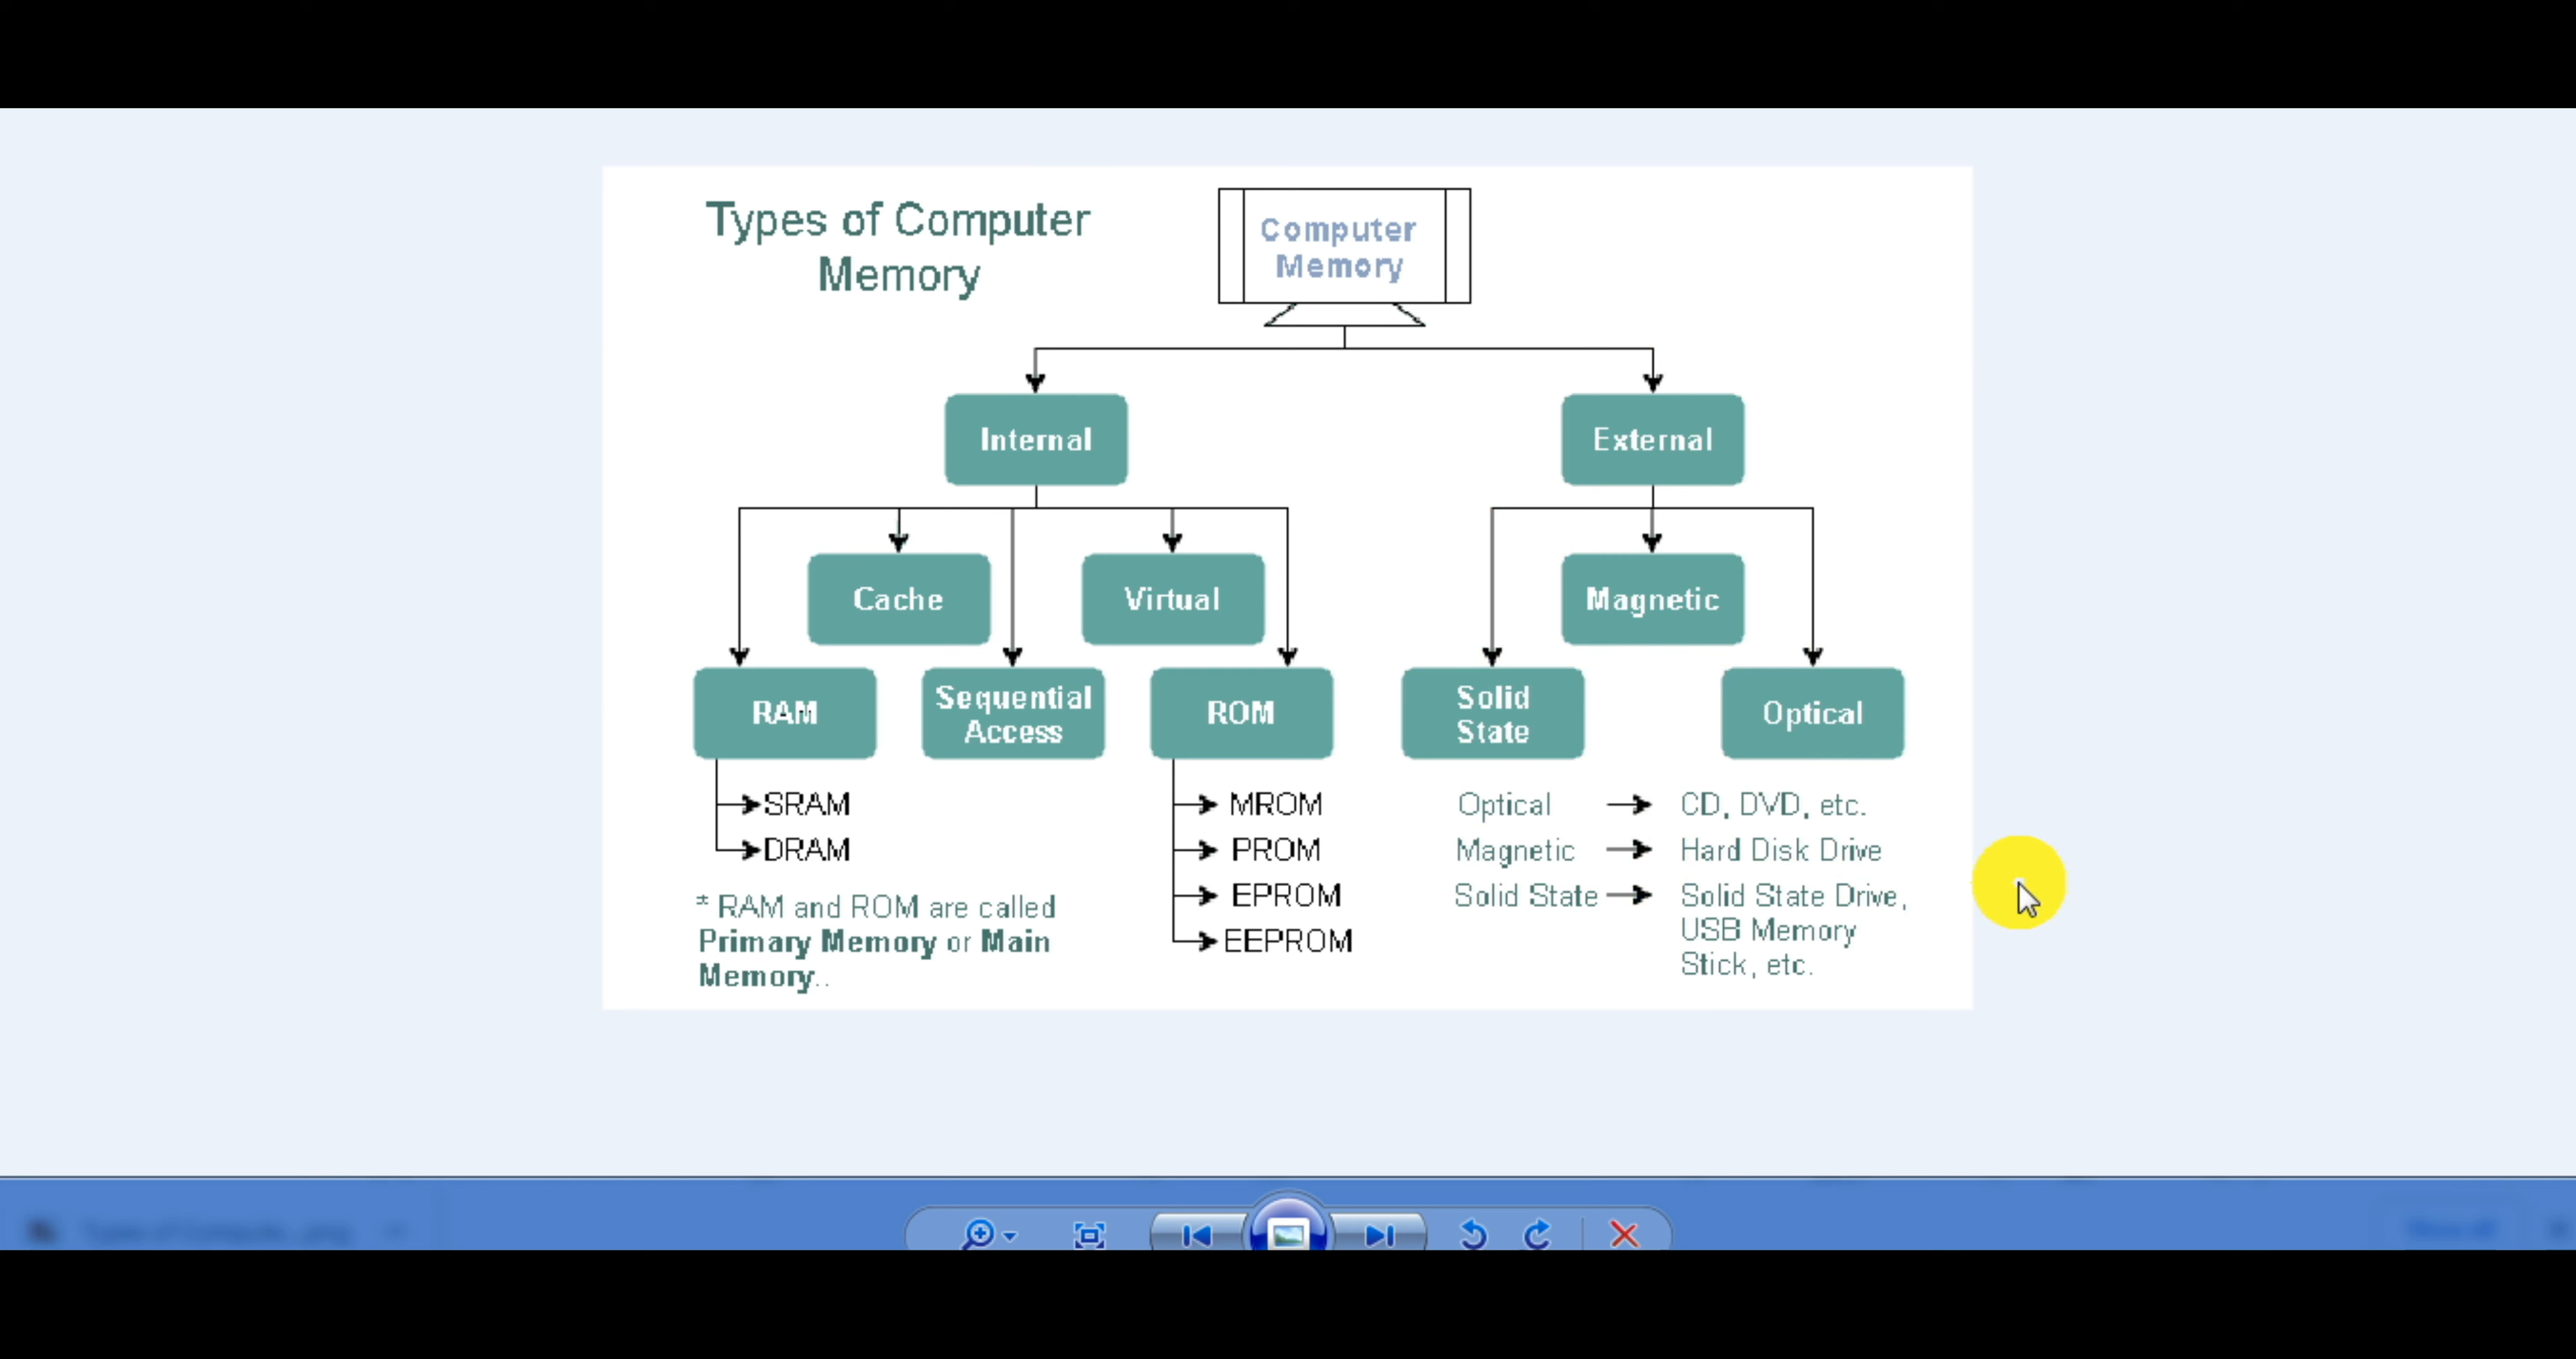 Types of Computer
Memory
Computer
Memory
Internal
External
Cache
Virtual
Magnetic
RAM
Sequential
Access
ROM
Solid
State
Optical
SRAM
DRAM
* RAM and ROM are called
Primary Memory or Main
Memory..
MROM
PROM
EPROM
EEPROM
Optical → CD, DVD, etc.
Magnetic → Hard Disk Drive
Solid State → Solid State Drive,
USB Memory
Stick, etc.